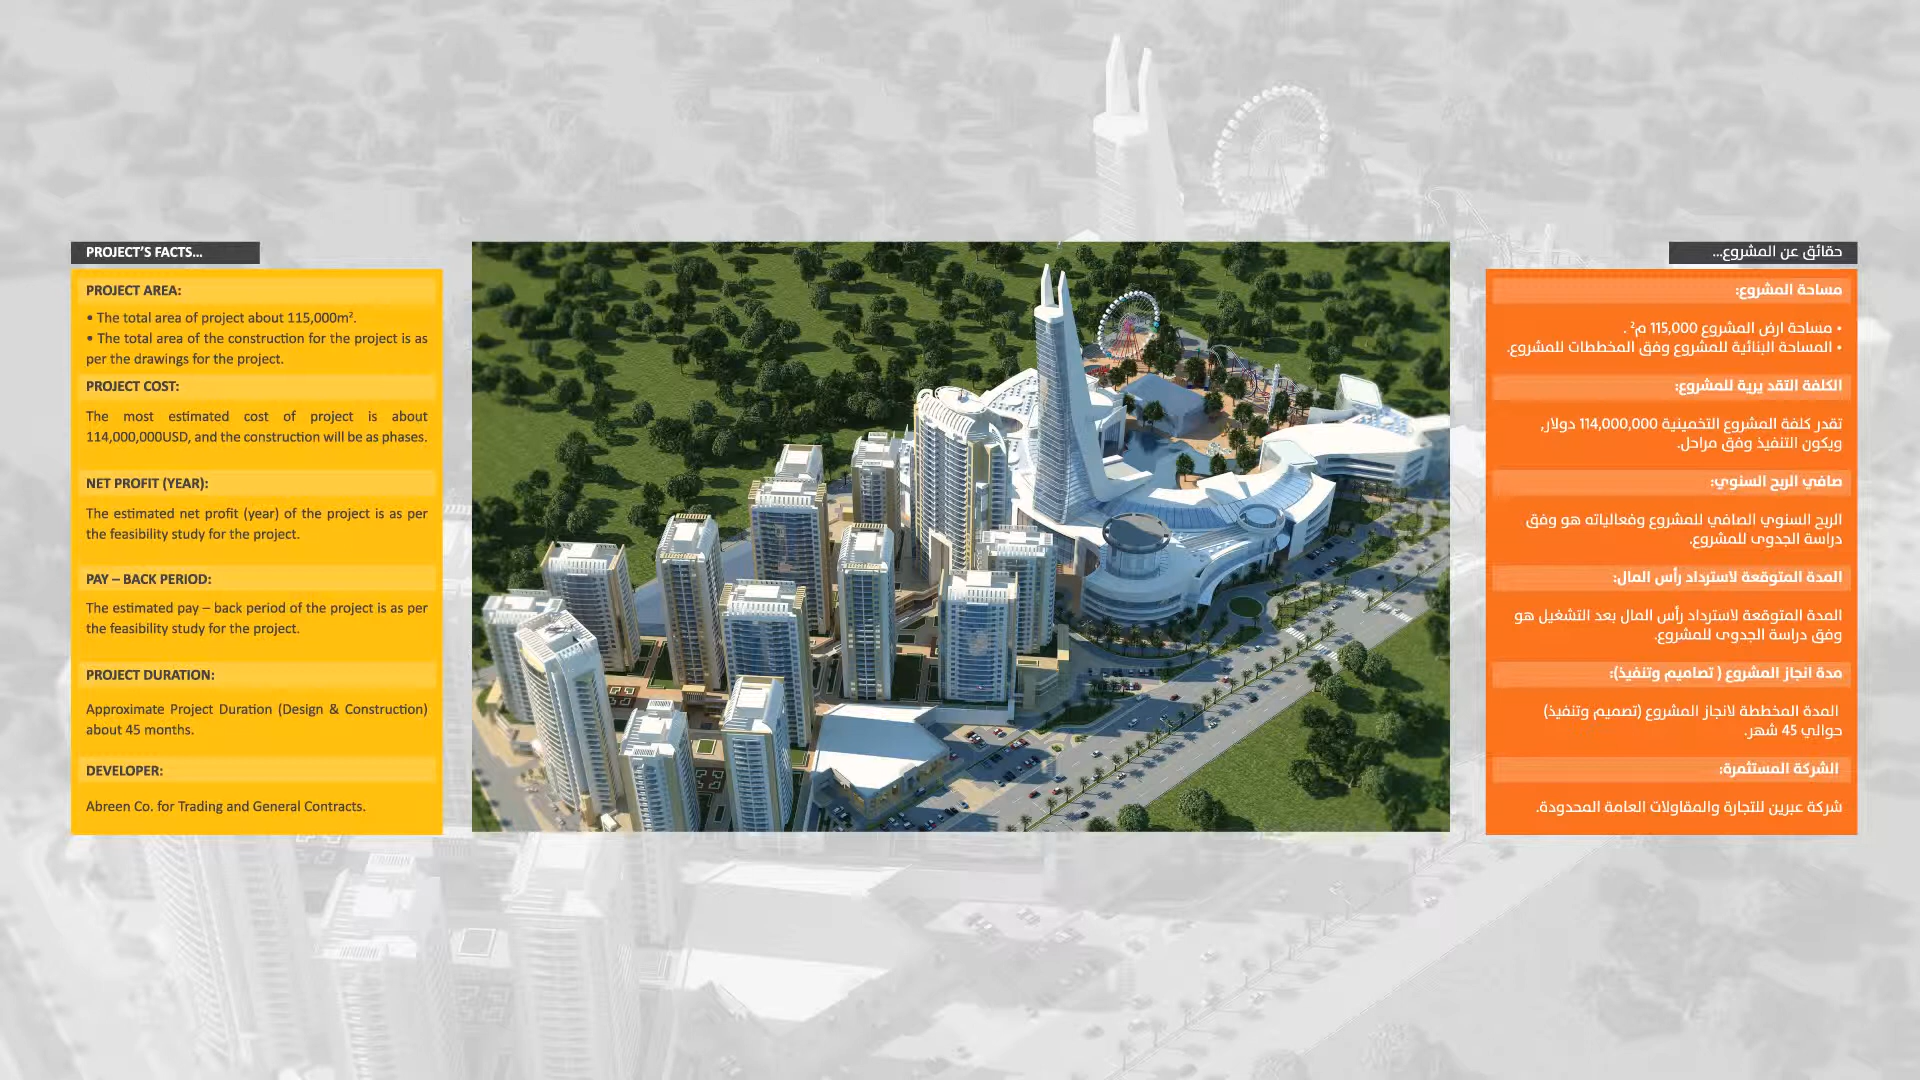 PROJECT'S FACTS...
PROJECT AREA:
• The total area of project about 115,000m².
• The total area of the construction for the project is as
per the drawings for the project.
PROJECT COST:
The most estimated cost of project is about
114,000,000USD, and the construction will be as phases.
NET PROFIT (YEAR):
The estimated net profit (year) of the project is as per
the feasibility study for the project.
PAY – BACK PERIOD:
The estimated pay – back period of the project is as per
the feasibility study for the project.
PROJECT DURATION:
Approximate Project Duration (Design & Construction)
about 45 months.
DEVELOPER:
Abreen Co. for Trading and General Contracts.
حقائق عن المشروع...
مساحة المشروع:
• مساحة ارض المشروع 115,000 م² .
• المساحة البنائية للمشروع وفق المخططات للمشروع.
الكلفة التقد يرية للمشروع:
تقدر كلفة المشروع التخمينية 114,000,000 دولار,
ويكون التنفيذ وفق مراحل.
صافي الربح السنوي:
الربح السنوي الصافي للمشروع وفعالياته هو وفق
دراسة الجدوى للمشروع.
المدة المتوقعة لاسترداد رأس المال:
المدة المتوقعة لاسترداد رأس المال بعد التشغيل هو
وفق دراسة الجدوى للمشروع.
مدة انجاز المشروع ( تصاميم وتنفيذ):
المدة المخططة لانجاز المشروع (تصميم وتنفيذ)
حوالي 45 شهر.
الشركة المستثمرة:
شركة عبرين للتجارة والمقاولات العامة المحدودة.